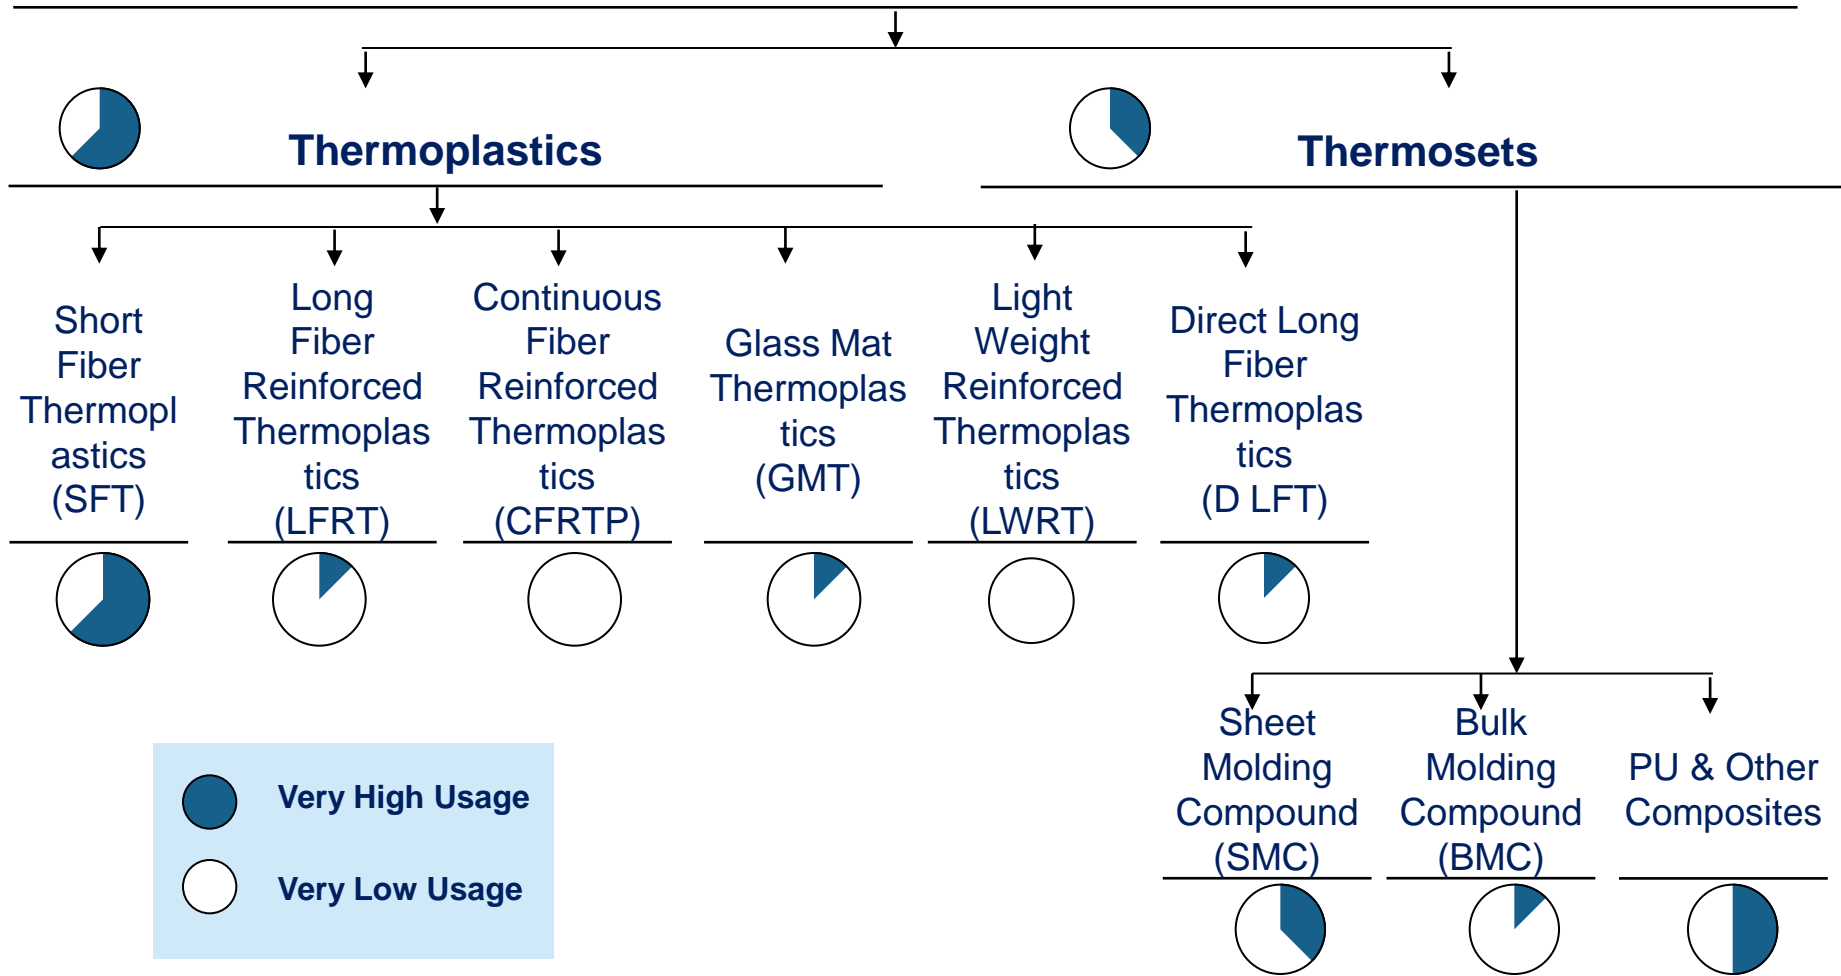 Thermoplastics
Thermosets
Short
Fiber
Thermopl
astics
(SFT)
Long
Fiber
Reinforced
Thermoplas
tics
(LFRT)
Continuous
Fiber
Reinforced
Thermoplas
tics
(CFRTP)
Glass Mat
Thermoplas
tics
(GMT)
Light
Weight
Reinforced
Thermoplas
tics
(LWRT)
Direct Long
Fiber
Thermoplas
tics
(D LFT)
Sheet
Molding
Compound
(SMC)
Bulk
Molding
Compound
(BMC)
PU & Other
Composites
Very High Usage
Very Low Usage